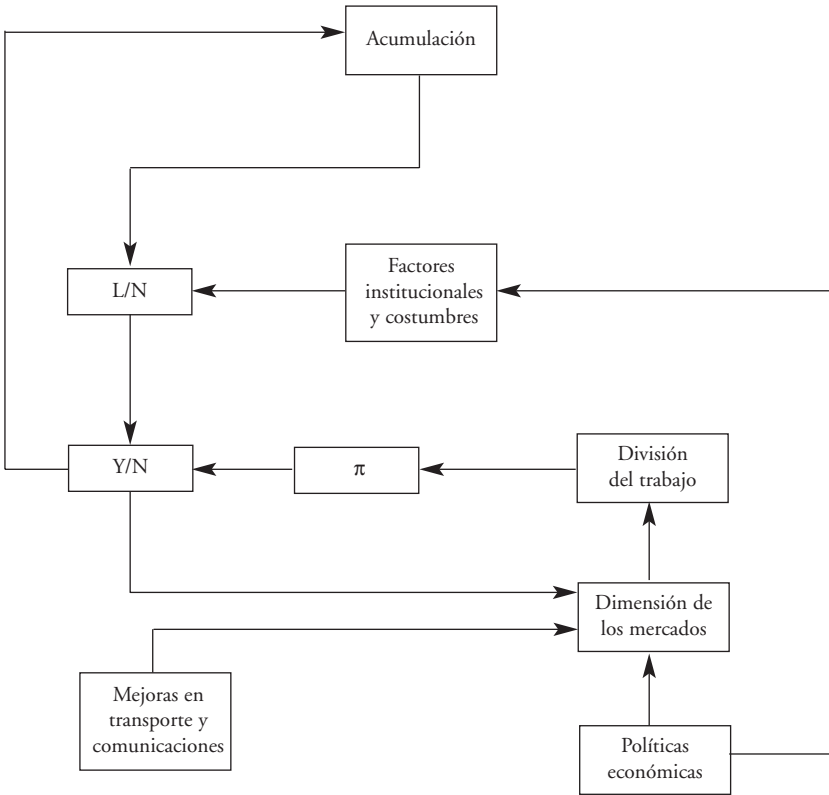 Acumulación
L/N
Factores
institucionales
y costumbres
Y/N
π
División
del trabajo
Dimensión de
los mercados
Mejoras en
transporte y
comunicaciones
Políticas
económicas